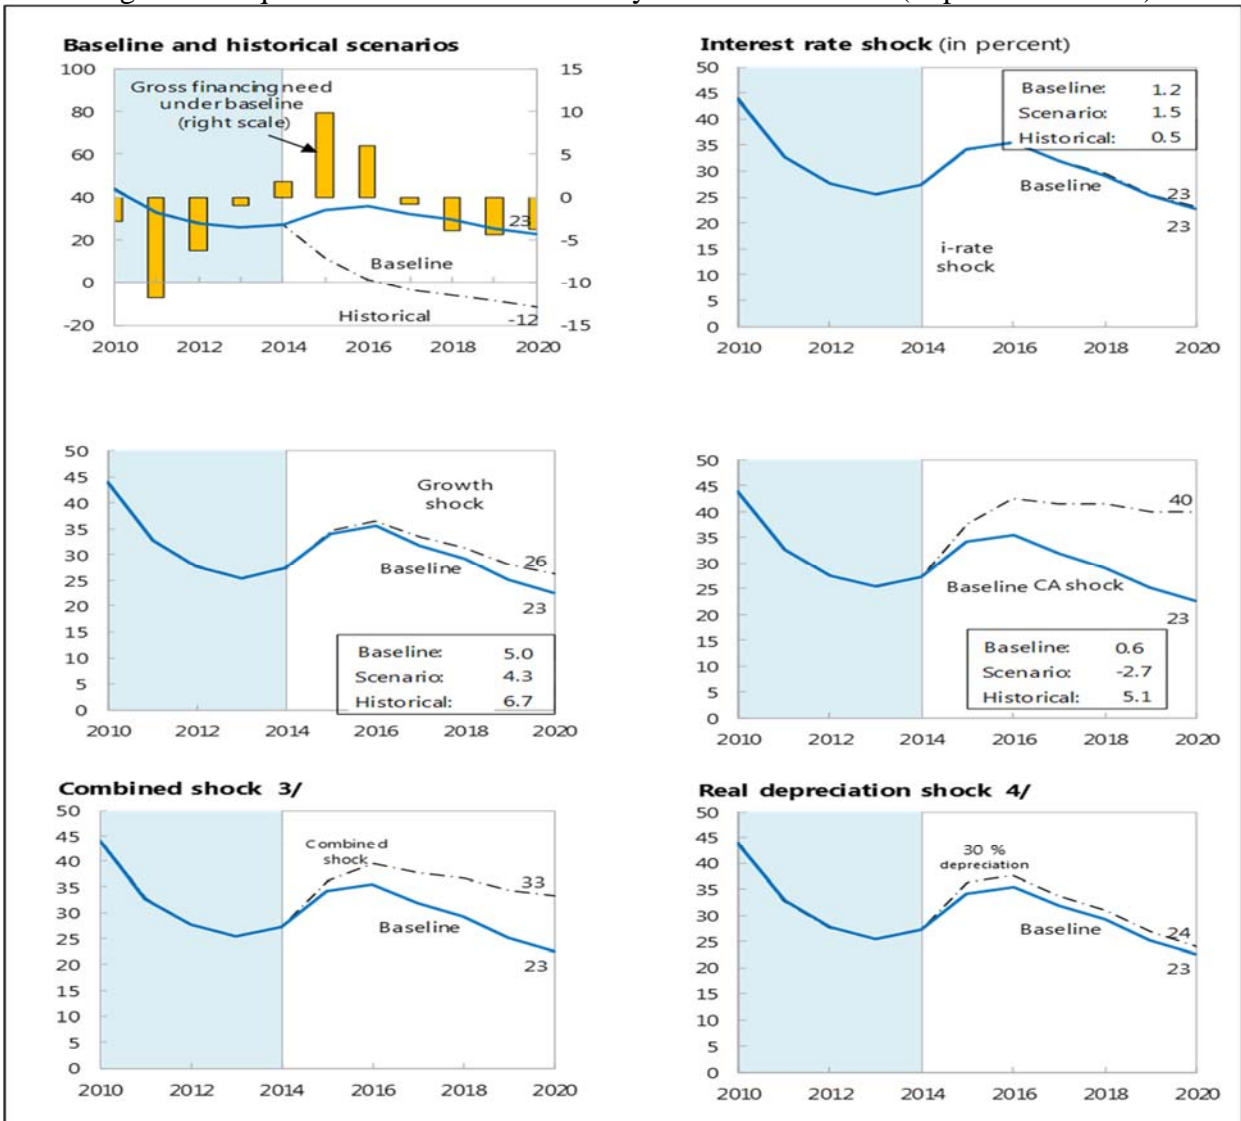 Baseline and historical scenarios
100
80
60
40
20
0
-20
15
10
5
0
-5
-10
-15
Gross financing need
under baseline
(right scale)
23
Baseline
Historical
-12
2010 2012 2014 2016 2018 2020
Interest rate shock (in percent)
50
45
40
35
30
25
20
15
10
5
0
Baseline: 1.2
Scenario: 1.5
Historical: 0.5
Baseline
23
23
i-rate
shock
2010 2012 2014 2016 2018 2020
50
45
40
35
30
25
20
15
10
5
0
Growth
shock
26
Baseline
23
Baseline: 5.0
Scenario: 4.3
Historical: 6.7
2010 2012 2014 2016 2018 2020
50
45
40
35
30
25
20
15
10
5
0
40
Baseline CA shock
23
Baseline: 0.6
Scenario: -2.7
Historical: 5.1
2010 2012 2014 2016 2018 2020
Combined shock 3/
50
45
40
35
30
25
20
15
10
5
0
Combined
shock
33
Baseline
23
2010 2012 2014 2016 2018 2020
Real depreciation shock 4/
50
45
40
35
30
25
20
15
10
5
0
30 %
depreciation
24
Baseline
23
2010 2012 2014 2016 2018 2020